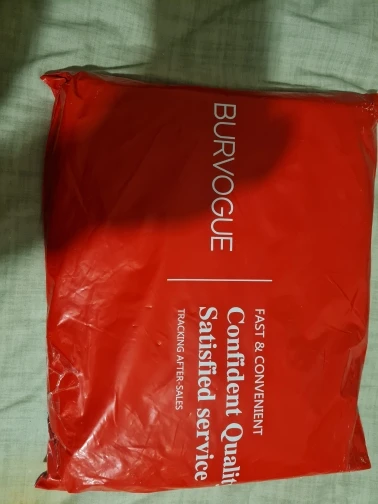 BURVOGUE
FAST & CONVENIENT
Confident Qualit
Satisfied service
TRACKING AFTER-SALES